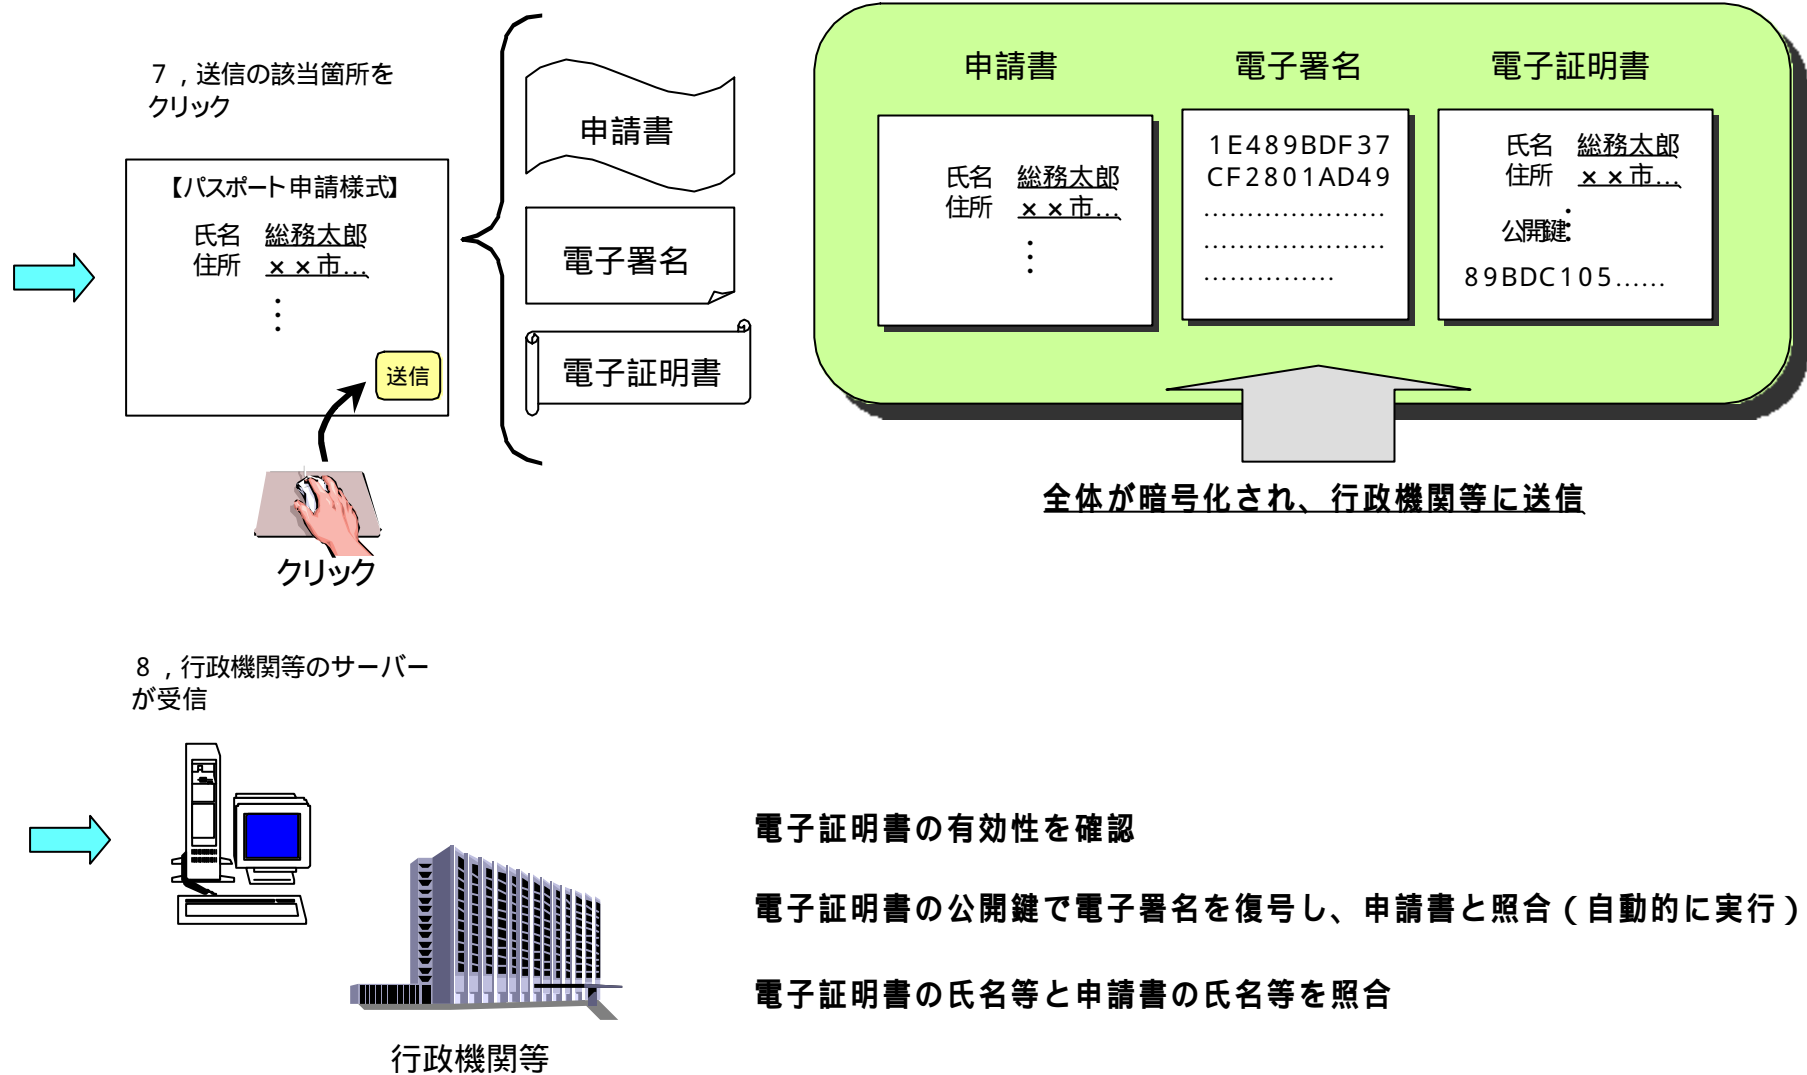 ７，送信の該当箇所を
クリック
【パスポート申請様式】
氏名　総務太郎
住所　××市…
⋮
送信
クリック
申請書
電子署名
電子証明書
申請書
氏名　総務太郎
住所　××市…
⋮
電子署名
1E489BDF37
CF2801AD49
…………………
…………………
……………
電子証明書
氏名　総務太郎
住所　××市…
：
公開鍵：
89BDC105……
全体が暗号化され、行政機関等に送信
８，行政機関等のサーバー
が受信
行政機関等
電子証明書の有効性を確認
電子証明書の公開鍵で電子署名を復号し、申請書と照合（自動的に実行）
電子証明書の氏名等と申請書の氏名等を照合